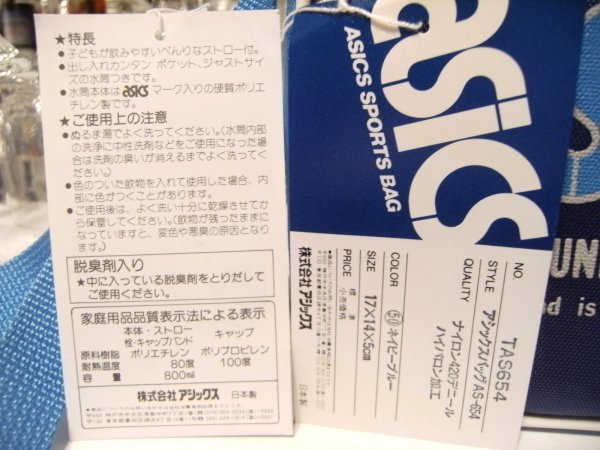 ★特長
●子どもが飲みやすいべんりなストロー付。
●出し入れカンタン ポケット、ジャストサイズの水筒つきです。
●水筒本体は asics マーク入りの硬質ポリエチレン製です。
★ご使用上の注意
●ぬるま湯でよく洗ってください。(水筒内部
の洗浄に中性洗剤などをご使用になった場
合は洗剤の臭いが消えるまでよく洗ってく
ださい。)
●色のついた飲物を入れて使用した場合、内
部に色がつくことがあります。
●ご使用後は、よく洗い十分に乾燥させてか
ら保管してください。(飲物が残ったままに
なっていますと、変色や悪臭の原因となり
ます。)
脱臭剤入り
★中に入っている脱臭剤をとりだして
ご使用ください。
家庭用品品質表示法による表示
本体・ストロー キャップ
栓・キャップバンド
原料樹脂 ポリエチレン ポリプロピレン
耐熱温度 80度 100度
容量 800ml
株式会社アシックス 日本製
asics
ASICS SPORTS BAG
NO. TAS654
STYLE アシックスバッグAS-654
QUALITY ナイロン420デニール
ハイパロン加工
COLOR 50 ネイビーブルー
SIZE 17×14×5cm
PRICE 標準小売価格
株式会社アシックス
日本製
UN
d is